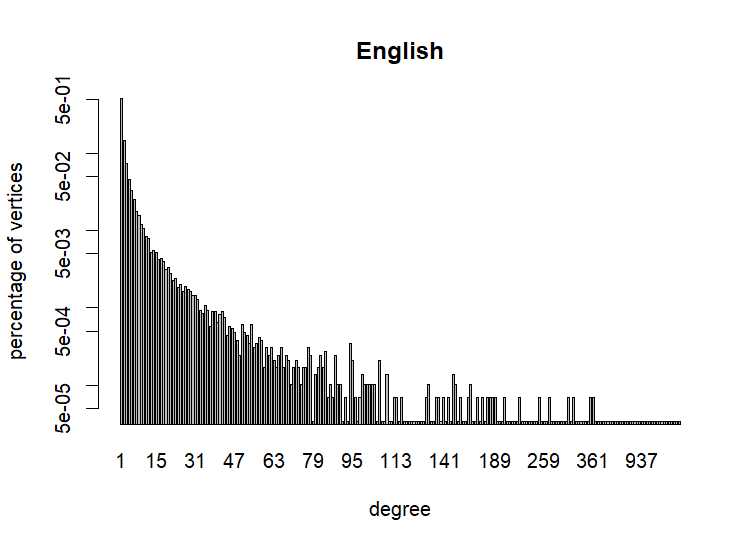 English
percentage of vertices
5e-01
5e-02
5e-03
5e-04
5e-05
1 15 31 47 63 79 95 113 141 189 259 361 937
degree